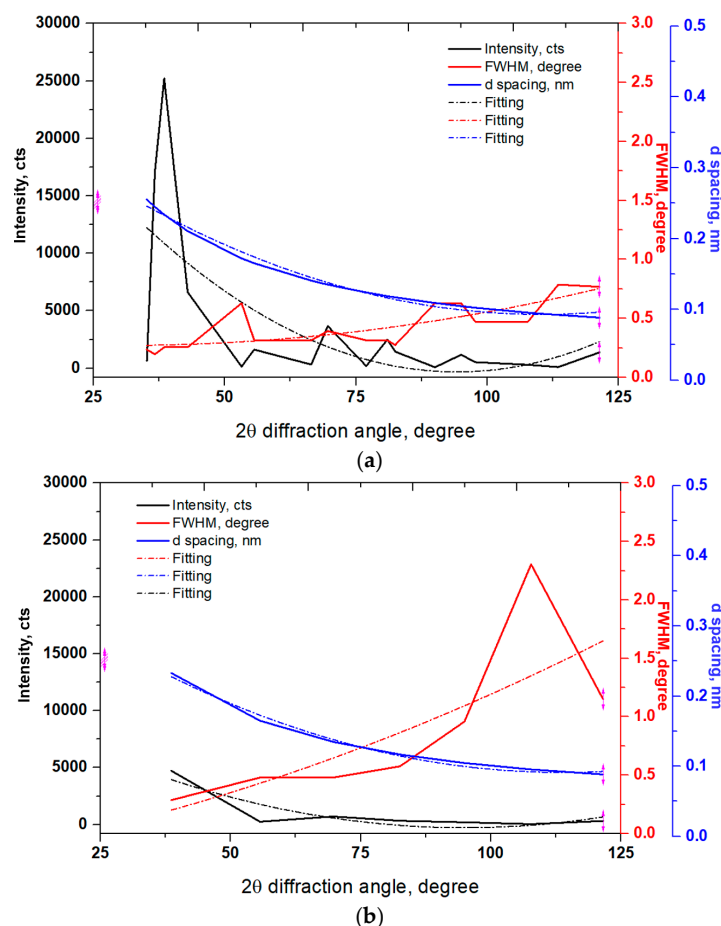 30000
25000
20000
15000
10000
5000
0
Intensity, cts
Intensity, cts
FWHM, degree
d spacing, nm
Fitting
Fitting
Fitting
3.0
2.5
2.0
1.5
1.0
0.5
0.0
FWHM, degree
0.5
0.4
0.3
0.2
0.1
0.0
d spacing, nm
25
50
75
100
125
2θ diffraction angle, degree
(a)
30000
25000
20000
15000
10000
5000
0
Intensity, cts
Intensity, cts
FWHM, degree
d spacing, nm
Fitting
Fitting
Fitting
3.0
2.5
2.0
1.5
1.0
0.5
0.0
FWHM, degree
0.5
0.4
0.3
0.2
0.1
0.0
d spacing, nm
25
50
75
100
125
2θ diffraction angle, degree
(b)